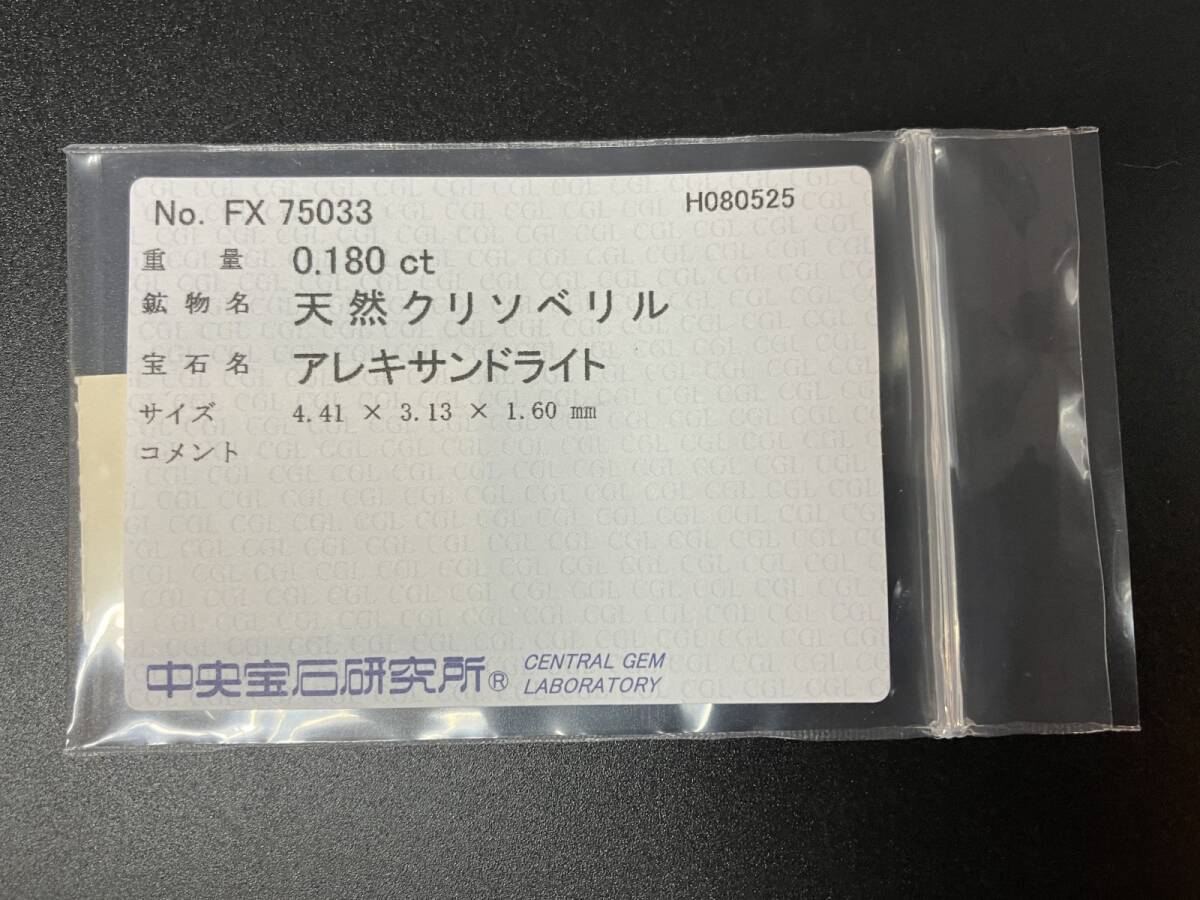 No. FX 75033 H080525
重量 0.180 ct
鉱物名 天然クリソベリル
宝石名 アレキサンドライト
サイズ 4.41 × 3.13 × 1.60 ㎜
コメント
中央宝石研究所® CENTRAL GEM
LABORATORY